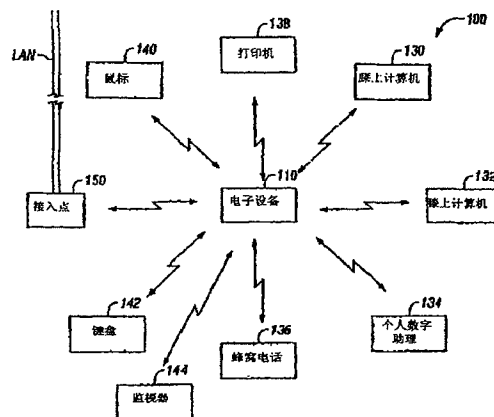 138
100
LAN
140
打印机
130
鼠标
膝上计算机
150
110
132
接入点
电子设备
膝上计算机
142
136
134
键盘
蜂窝电话
个人数字
助理
144
监视器